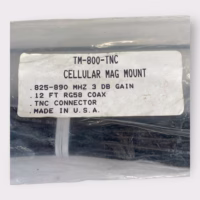 TM-800-TNC
CELLULAR MAG MOUNT
.825-890 MHZ 3 DB GAIN
.12 FT RG58 COAX
.TNC CONNECTOR
.MADE IN U.S.A.